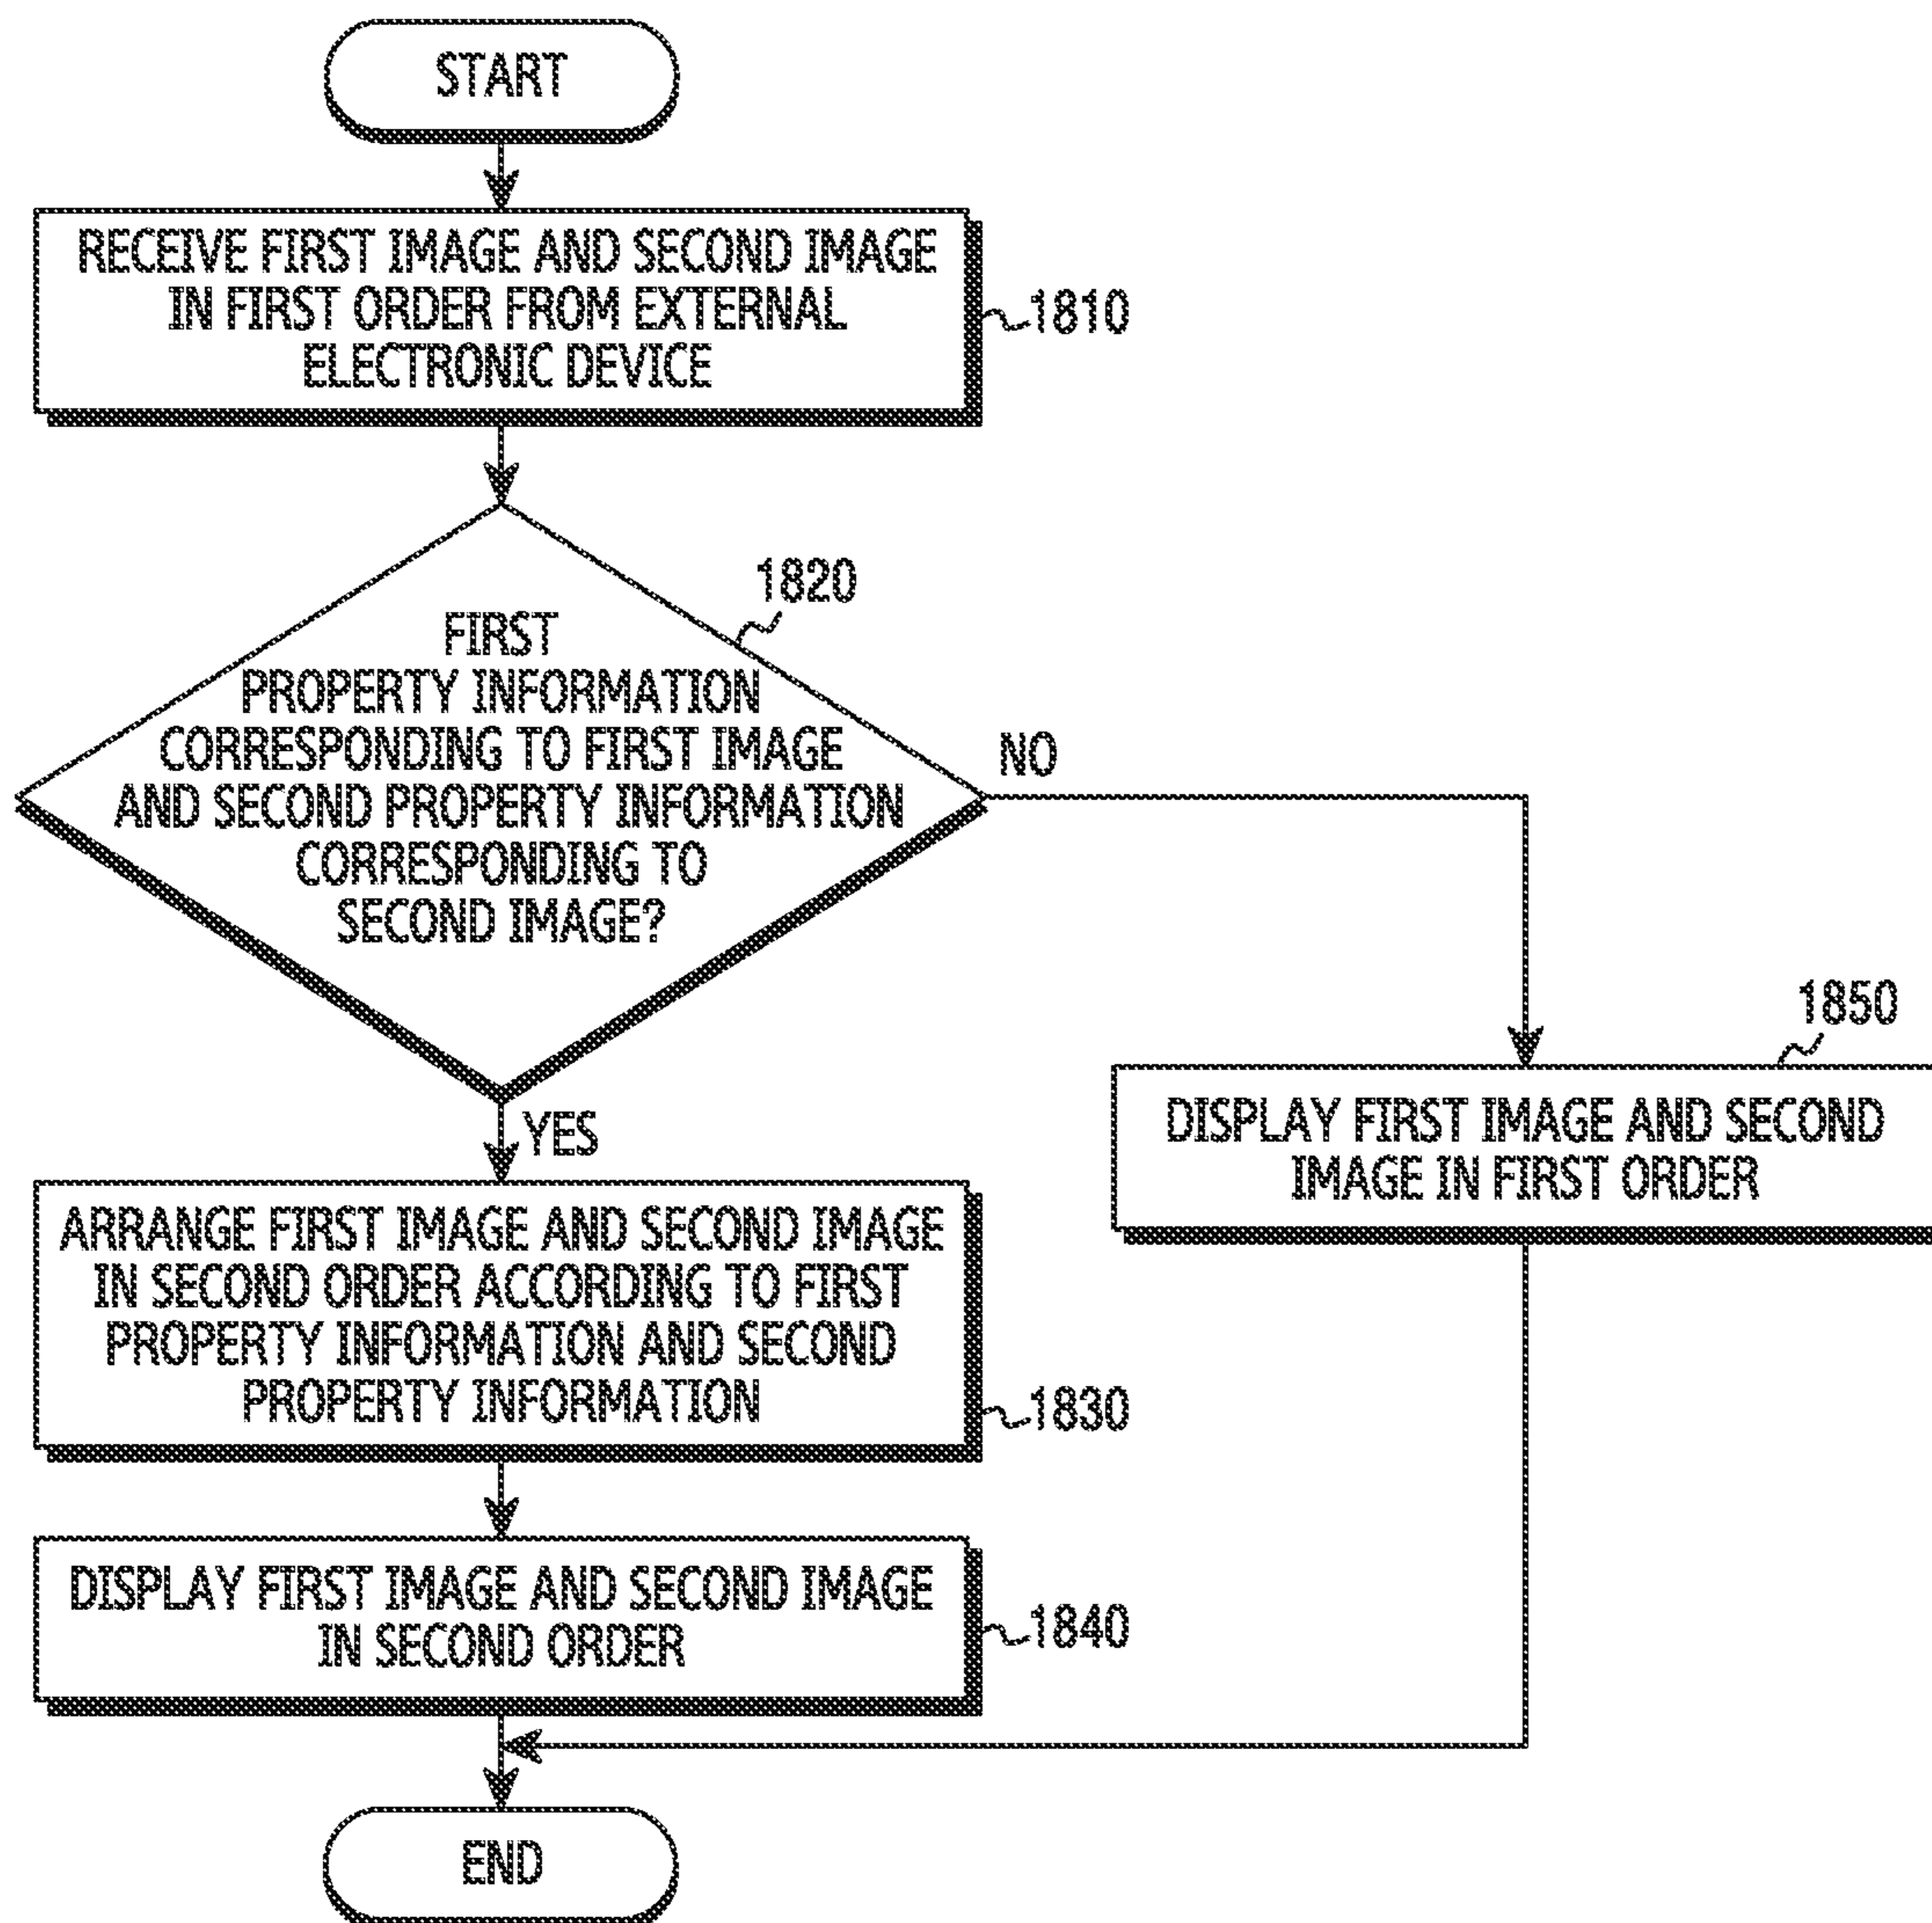 START
RECEIVE FIRST IMAGE AND SECOND IMAGE
IN FIRST ORDER FROM EXTERNAL
ELECTRONIC DEVICE
1810
1820
FIRST
PROPERTY INFORMATION
CORRESPONDING TO FIRST IMAGE
AND SECOND PROPERTY INFORMATION
CORRESPONDING TO
SECOND IMAGE?
NO
YES
1850
DISPLAY FIRST IMAGE AND SECOND
IMAGE IN FIRST ORDER
ARRANGE FIRST IMAGE AND SECOND IMAGE
IN SECOND ORDER ACCORDING TO FIRST
PROPERTY INFORMATION AND SECOND
PROPERTY INFORMATION
1830
DISPLAY FIRST IMAGE AND SECOND IMAGE
IN SECOND ORDER
1840
END